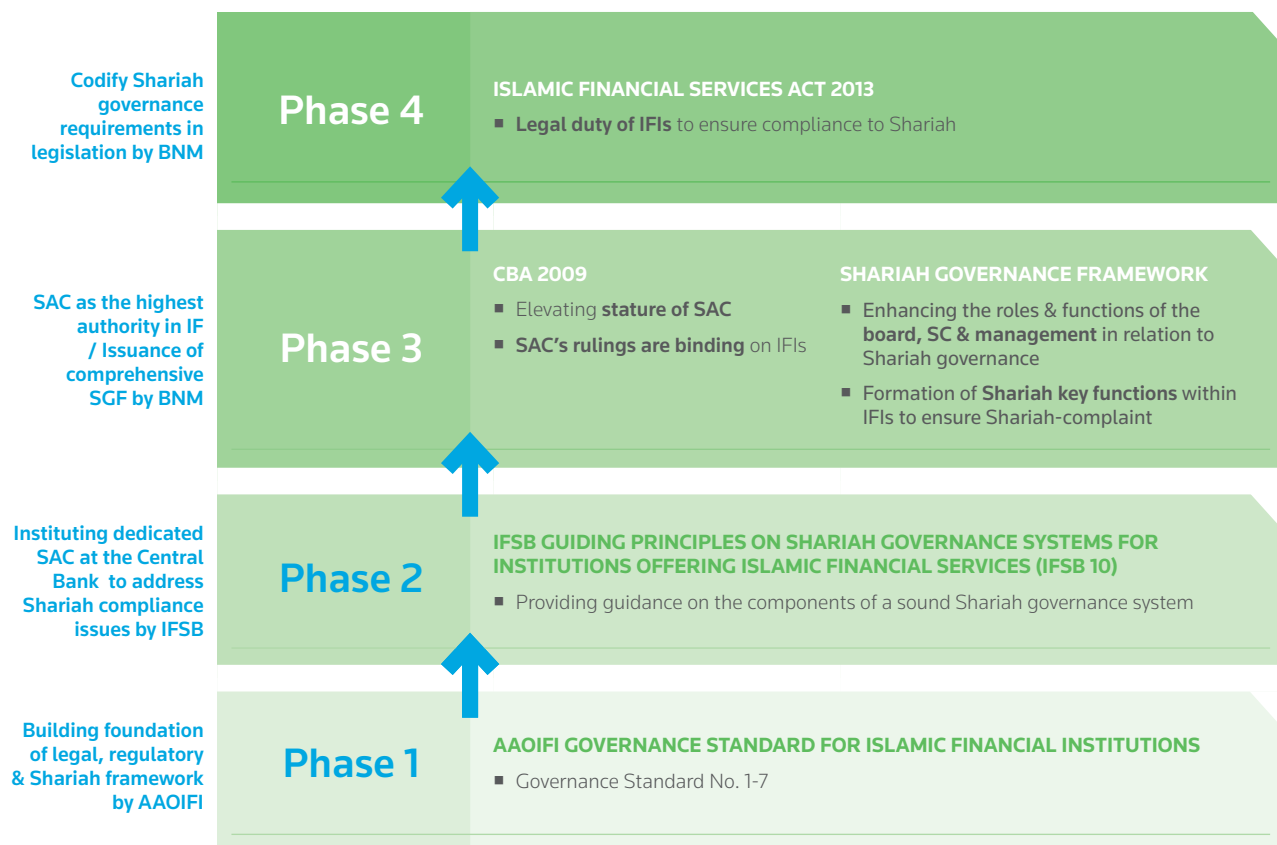 Codify Shariah
governance
requirements in
legislation by BNM
Phase 4
ISLAMIC FINANCIAL SERVICES ACT 2013
▪ Legal duty of IFIs to ensure compliance to Shariah
SAC as the highest
authority in IF
/ Issuance of
comprehensive
SGF by BNM
Phase 3
CBA 2009
▪ Elevating stature of SAC
▪ SAC's rulings are binding on IFIs
SHARIAH GOVERNANCE FRAMEWORK
▪ Enhancing the roles & functions of the
board, SC & management in relation to
Shariah governance
▪ Formation of Shariah key functions within
IFIs to ensure Shariah-complaint
Instituting dedicated
SAC at the Central
Bank to address
Shariah compliance
issues by IFSB
Phase 2
IFSB GUIDING PRINCIPLES ON SHARIAH GOVERNANCE SYSTEMS FOR
INSTITUTIONS OFFERING ISLAMIC FINANCIAL SERVICES (IFSB 10)
▪ Providing guidance on the components of a sound Shariah governance system
Building foundation
of legal, regulatory
& Shariah framework
by AAOIFI
Phase 1
AAOIFI GOVERNANCE STANDARD FOR ISLAMIC FINANCIAL INSTITUTIONS
▪ Governance Standard No. 1-7